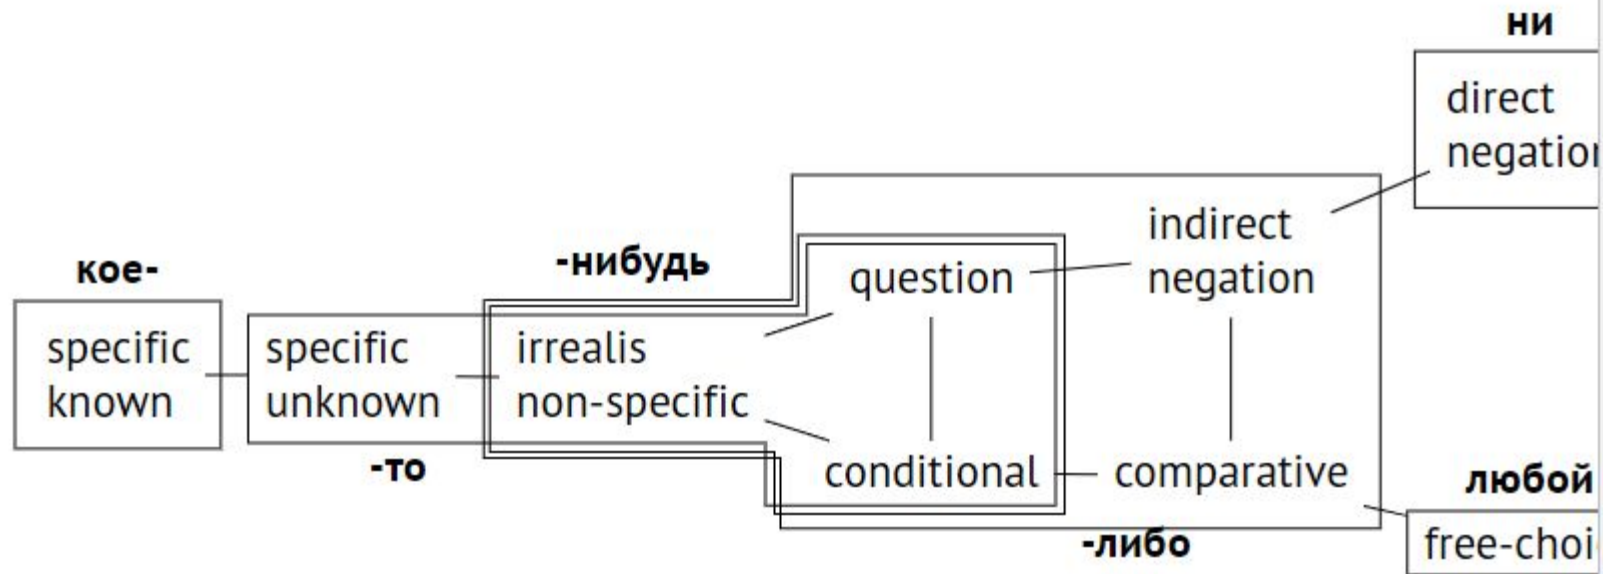 ни
direct
negation
indirect
negation
кое-
-нибудь
question
specific
known
specific
unknown
irrealis
non-specific
-то
conditional
comparative
любой
-либо
free-choi